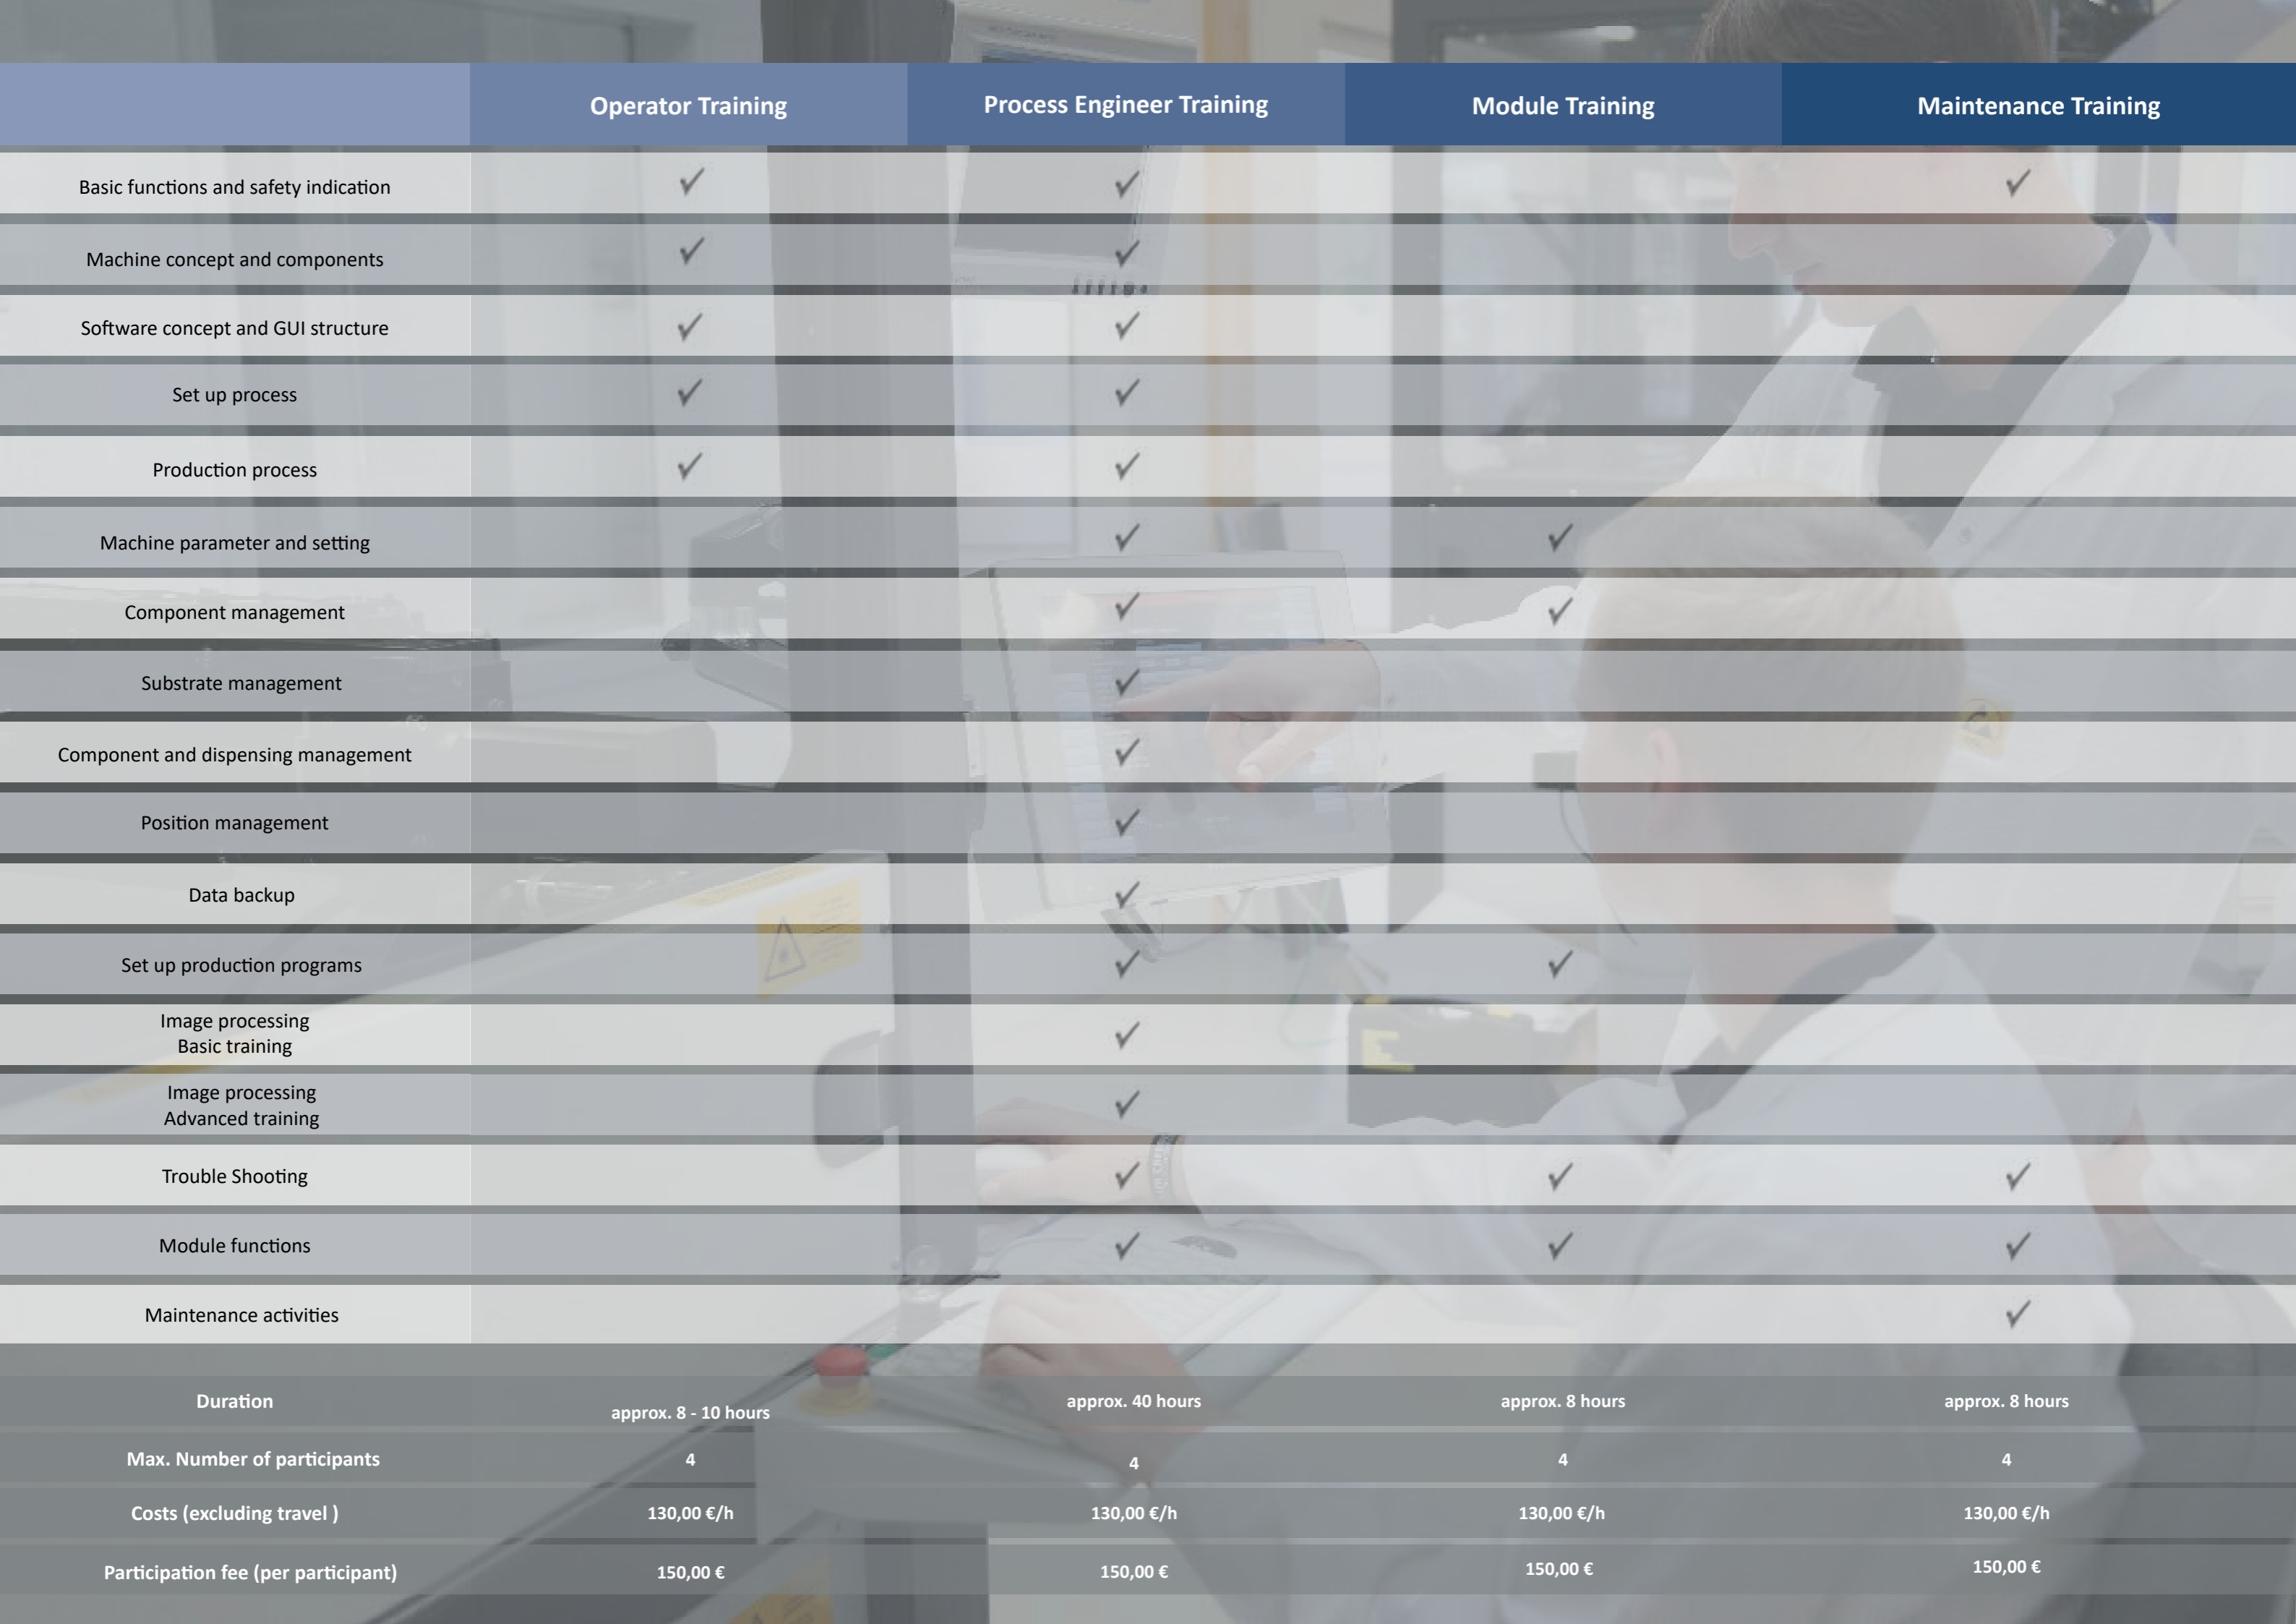 Operator Training Process Engineer Training Module Training Maintenance Training
Basic functions and safety indication ✓ ✓ ✓
Machine concept and components ✓ ✓
Software concept and GUI structure ✓ ✓
Set up process ✓ ✓
Production process ✓ ✓
Machine parameter and setting ✓ ✓
Component management ✓ ✓
Substrate management ✓
Component and dispensing management ✓
Position management ✓
Data backup ✓
Set up production programs ✓ ✓
Image processing
Basic training ✓
Image processing
Advanced training ✓
Trouble Shooting ✓ ✓ ✓
Module functions ✓ ✓ ✓
Maintenance activities ✓
Duration approx. 8 - 10 hours approx. 40 hours approx. 8 hours approx. 8 hours
Max. Number of participants 4 4 4 4
Costs (excluding travel ) 130,00 €/h 130,00 €/h 130,00 €/h 130,00 €/h
Participation fee (per participant) 150,00 € 150,00 € 150,00 € 150,00 €